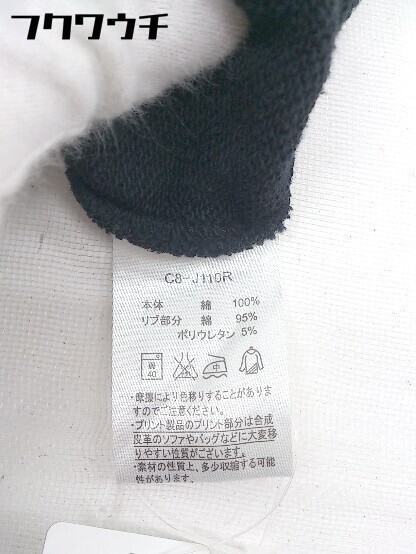 フクワウチ
C8-J110R
本体 綿 100%
リブ部分 綿 95%
ポリウレタン 5%
弱
40
中
・摩擦により色移りすることがありま
すのでご注意ください。
・プリント製品のプリント部分は合成
皮革のソファやバッグなどに大変移
りやすい性質がございます。
・素材の性質上、多少収縮する可能
性があります。